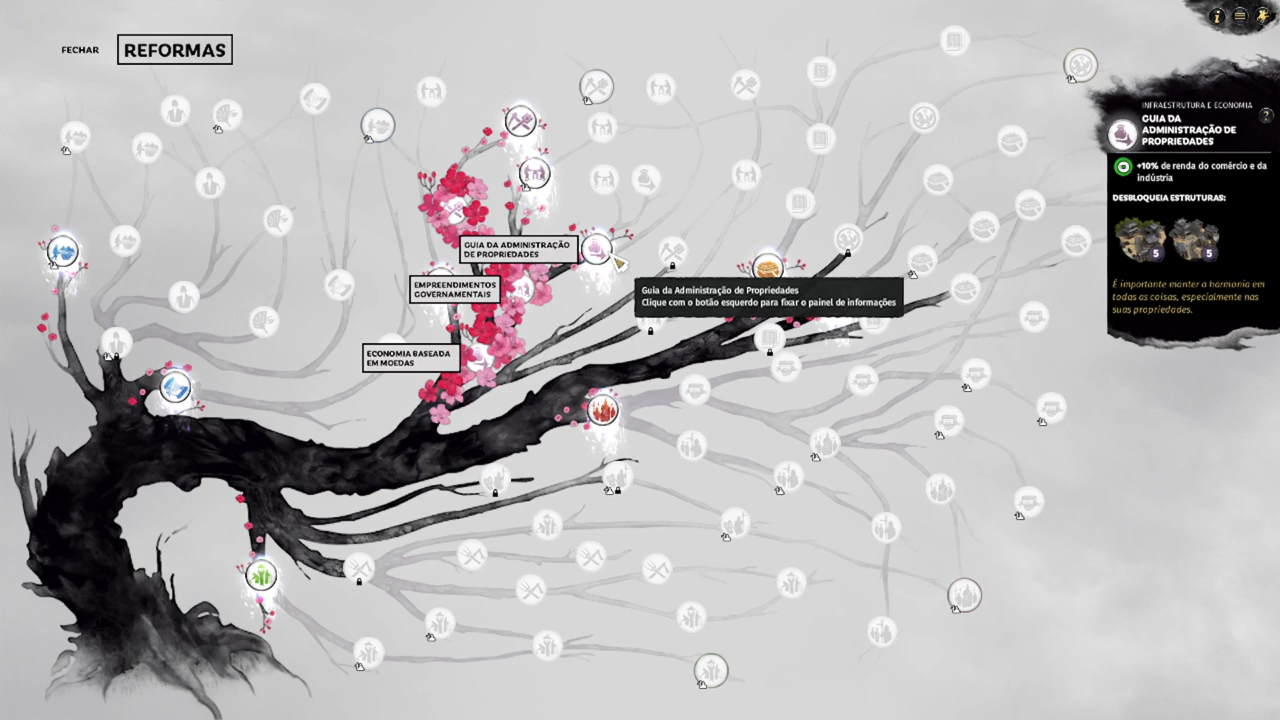 FECHAR
REFORMAS
INFRAESTRUTURA E ECONOMIA
?
GUIA DA
ADMINISTRAÇÃO DE
PROPRIEDADES
+10% de renda do comércio e da
indústria
DESBLOQUEIA ESTRUTURAS:
5
5
É importante manter a harmonia em
todas as coisas, especialmente nas
suas propriedades.
GUIA DA ADMINISTRAÇÃO
DE PROPRIEDADES
EMPREENDIMENTOS
GOVERNAMENTAIS
Guia da Administração de Propriedades
Clique com o botão esquerdo para fixar o painel de informações
ECONOMIA BASEADA
EM MOEDAS